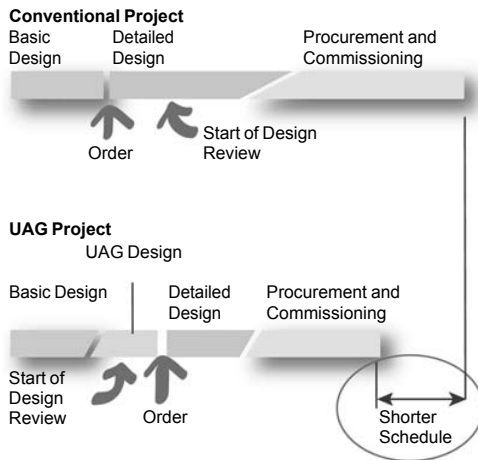 Conventional Project
Basic Design
Detailed Design
Procurement and Commissioning
Order
Start of Design Review
UAG Project
UAG Design
Basic Design
Detailed Design
Procurement and Commissioning
Start of Design Review
Order
Shorter Schedule